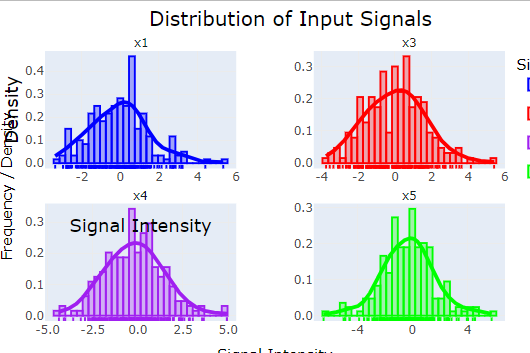 Distribution of Input Signals
x1
x3
Si
0.4
0.3
0.2
0.1
0.0
-2 0 2 4 6
0.3
0.2
0.1
0.0
-4 -2 0 2 4 6
Density
Frequency / Density
x4
x5
Signal Intensity
0.3
0.2
0.1
0.0
-5.0 -2.5 0.0 2.5 5.0
0.3
0.2
0.1
0.0
-4 0 4
Signal Intensity